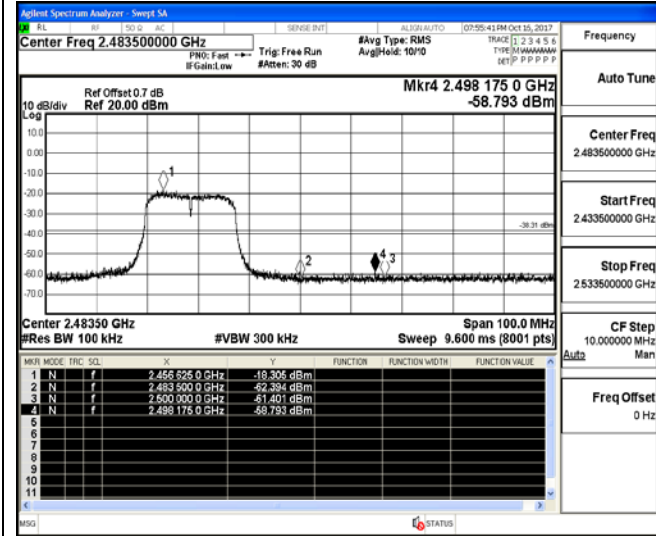 Agilent Spectrum Analyzer - Swept SA
RL RF 50 Ω AC SENSE:INT ALIGN AUTO 07:55:41 PM Oct 15, 2017
Center Freq 2.483500000 GHz
PNO: Fast
IFGain:Low
Trig: Free Run
#Atten: 30 dB
#Avg Type: RMS
Avg|Hold: 10/10
TRACE 1 2 3 4 5 6
TYPE M
DET P P P P P P
Ref Offset 0.7 dB
10 dB/div Ref 20.00 dBm
Mkr4 2.498 175 0 GHz
-58.793 dBm
Log
10.0
0.00
-10.0
-20.0
-30.0
-40.0
-50.0
-60.0
-70.0
1
2
4
3
-38.31 dBm
Center 2.48350 GHz Span 100.0 MHz
#Res BW 100 kHz #VBW 300 kHz Sweep 9.600 ms (8001 pts)
MKR MODE TRC SCL X Y FUNCTION FUNCTION WIDTH FUNCTION VALUE
1 N f 2.456 625 0 GHz -18.305 dBm
2 N f 2.483 500 0 GHz -62.394 dBm
3 N f 2.500 000 0 GHz -61.401 dBm
4 N f 2.498 175 0 GHz -58.793 dBm
5
6
7
8
9
10
11
MSG STATUS
Frequency
Auto Tune
Center Freq
2.483500000 GHz
Start Freq
2.433500000 GHz
Stop Freq
2.533500000 GHz
CF Step
10.000000 MHz
Auto Man
Freq Offset
0 Hz